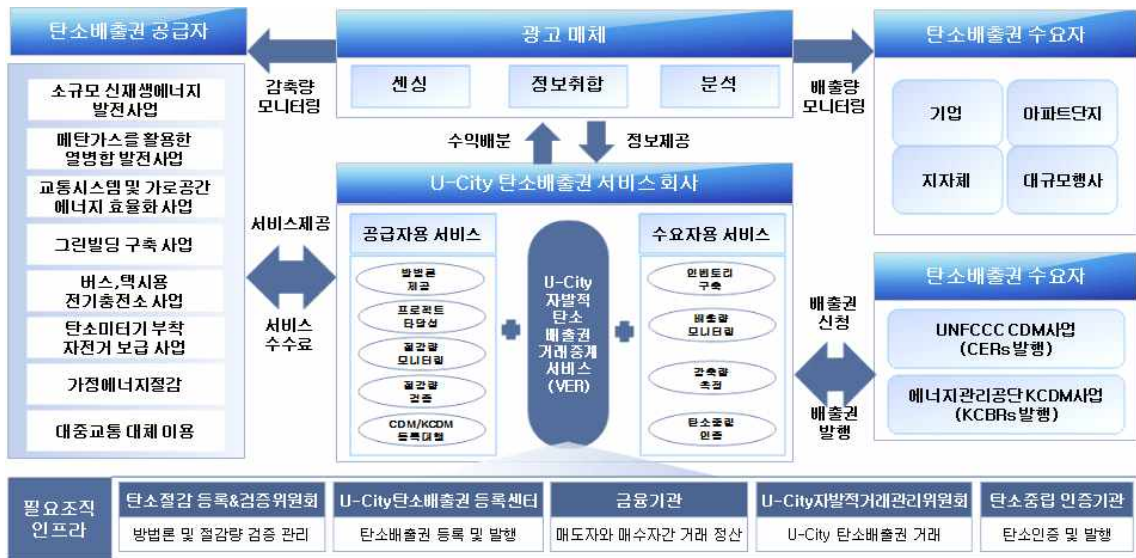 탄소배출권 공급자
소규모 신재생에너지
발전사업
메탄가스를 활용한
열병합 발전사업
교통시스템 및 가로공간
에너지 효율화 사업
그린빌딩 구축 사업
버스,택시용
전기충전소 사업
탄소미터기 부착
자전거 보급 사업
가정에너지절감
대중교통 대체 이용
감축량
모니터링
서비스제공
서비스
수수료
광고 매체
센싱
정보취합
분석
수익배분
정보제공
U-City 탄소배출권 서비스 회사
공급자용 서비스
방법론
제공
프로젝트
타당성
절감량
모니터링
절감량
검증
CDM/KCDM
등록대행
U-City
자발적
탄소
배출권
거래중계
서비스
(VER)
수요자용 서비스
인벤토리
구축
배출량
모니터링
감축량
측정
탄소중립
인증
배출량
모니터링
배출권
신청
배출권
발행
탄소배출권 수요자
기업
아파트단지
지자체
대규모행사
탄소배출권 수요자
UNFCCC CDM사업
(CERs 발행)
에너지관리공단 KCDM사업
(KCBRs 발행)
필요조직
인프라
탄소절감 등록&검증위원회
방법론 및 절감량 검증 관리
U-City탄소배출권 등록센터
탄소배출권 등록 및 발행
금융기관
매도자와 매수자간 거래 정산
U-City자발적거래관리위원회
U-City 탄소배출권 거래
탄소중립 인증기관
탄소인증 및 발행